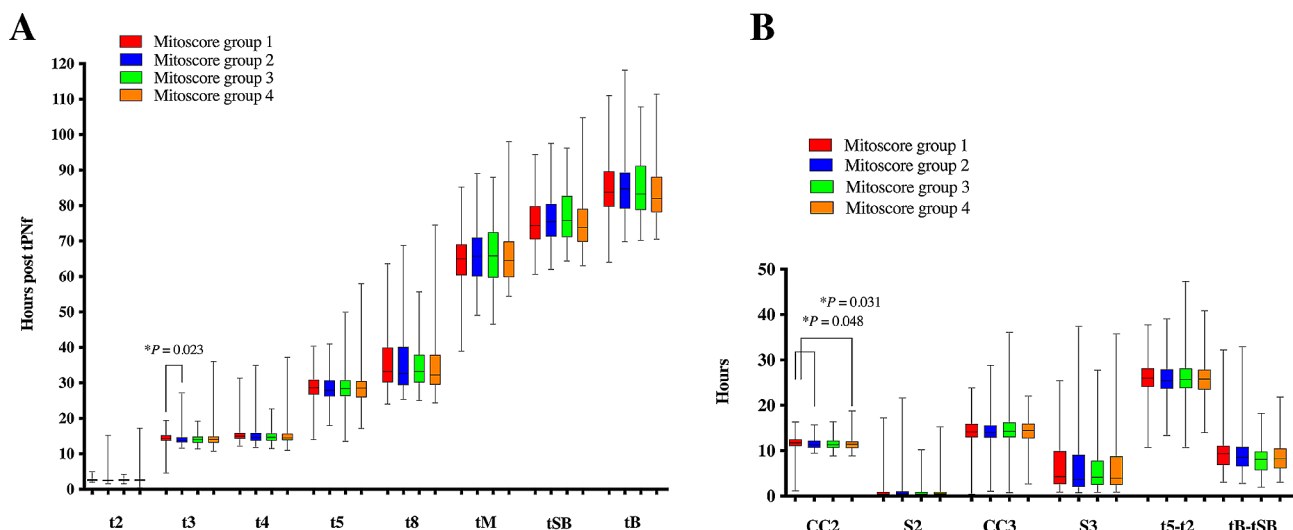 A
Mitoscore group 1
Mitoscore group 2
Mitoscore group 3
Mitoscore group 4
Hours post tPNf
120
110
100
90
80
70
60
50
40
30
20
10
0
*P = 0.023
t2 t3 t4 t5 t8 tM tSB tB
B
Mitoscore group 1
Mitoscore group 2
Mitoscore group 3
Mitoscore group 4
Hours
50
40
30
20
10
0
*P = 0.031
*P = 0.048
CC2 S2 CC3 S3 t5-t2 tB-tSB